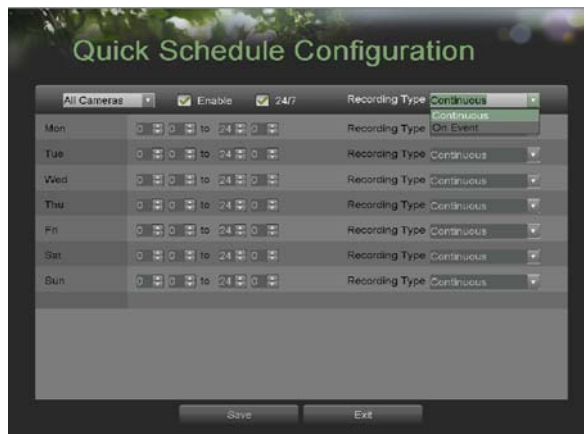 Quick Schedule Configuration
All Cameras Enable 24/7 Recording Type Continuous
Continuous
On Event
Mon 0 0 to 24 0 Recording Type
Tue 0 0 to 24 0 Recording Type Continuous
Wed 0 0 to 24 0 Recording Type Continuous
Thu 0 0 to 24 0 Recording Type Continuous
Fri 0 0 to 24 0 Recording Type Continuous
Sat 0 0 to 24 0 Recording Type Continuous
Sun 0 0 to 24 0 Recording Type Continuous
Save Exit